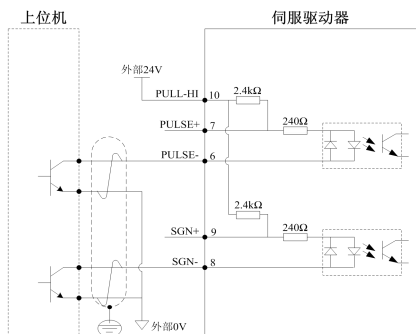 上位机
伺服驱动器
外部24V
PULL-HI 10
2.4kΩ
PULSE+ 7
240Ω
PULSE- 6
2.4kΩ
SGN+ 9
240Ω
SGN- 8
外部0V